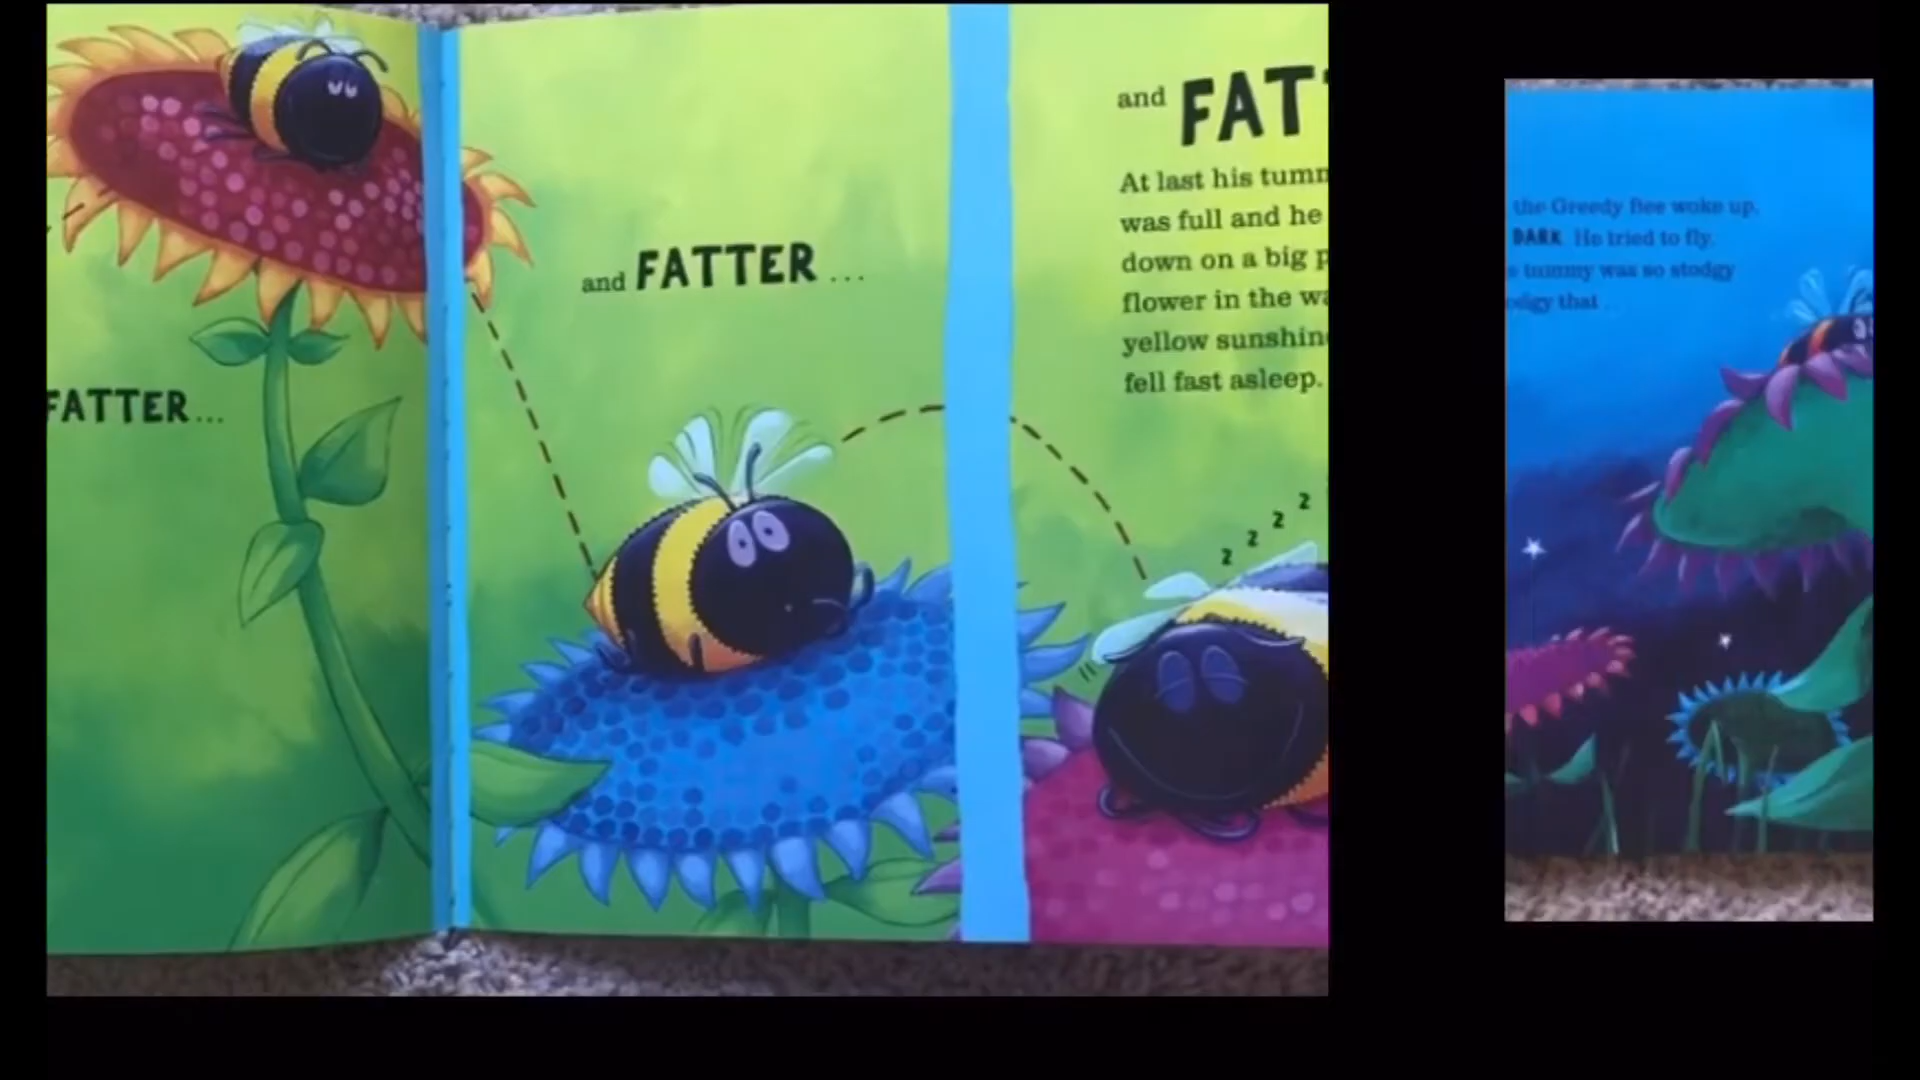 FATTER...
and FATTER ...
and FAT
At last his tumm
was full and he
down on a big p
flower in the wa
yellow sunshin
fell fast asleep.
z z z z
the Greedy Bee woke up,
DARK. He tried to fly,
s tummy was so stodgy
odgy that ...